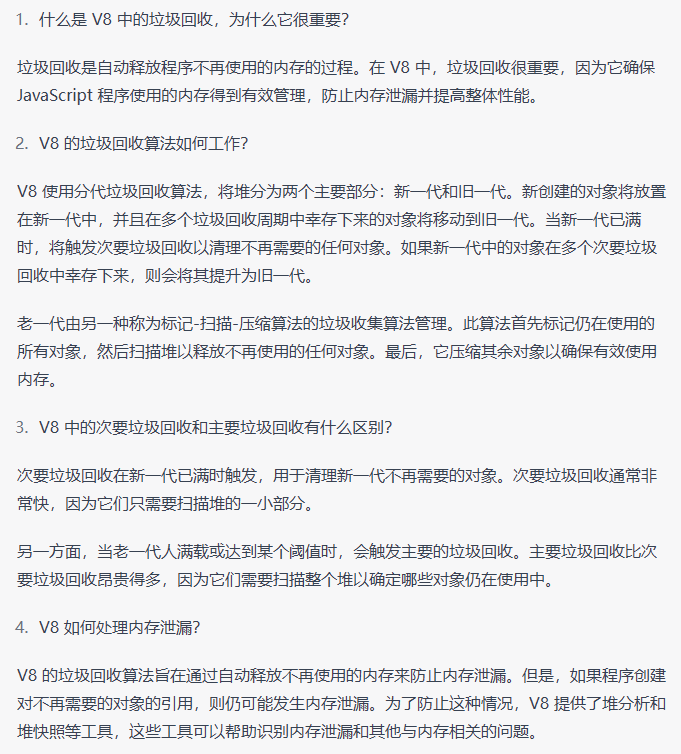 1. 什么是 V8 中的垃圾回收，为什么它很重要？
垃圾回收是自动释放程序不再使用的内存的过程。在 V8 中，垃圾回收很重要，因为它确保
JavaScript 程序使用的内存得到有效管理，防止内存泄漏并提高整体性能。
2. V8 的垃圾回收算法如何工作？
V8 使用分代垃圾回收算法，将堆分为两个主要部分：新一代和旧一代。新创建的对象将放置
在新一代中，并且在多个垃圾回收周期中幸存下来的对象将移动到旧一代。当新一代已满
时，将触发次要垃圾回收以清理不再需要的任何对象。如果新一代中的对象在多个次要垃圾
回收中幸存下来，则会将其提升为旧一代。
老一代由另一种称为标记-扫描-压缩算法的垃圾收集算法管理。此算法首先标记仍在使用的
所有对象，然后扫描堆以释放不再使用的任何对象。最后，它压缩其余对象以确保有效使用
内存。
3. V8 中的次要垃圾回收和主要垃圾回收有什么区别？
次要垃圾回收在新一代已满时触发，用于清理新一代不再需要的对象。次要垃圾回收通常非
常快，因为它们只需要扫描堆的一小部分。
另一方面，当老一代人满载或达到某个阈值时，会触发主要的垃圾回收。主要垃圾回收比次
要垃圾回收昂贵得多，因为它们需要扫描整个堆以确定哪些对象仍在使用中。
4. V8 如何处理内存泄漏？
V8 的垃圾回收算法旨在通过自动释放不再使用的内存来防止内存泄漏。但是，如果程序创建
对不再需要的对象的引用，则仍可能发生内存泄漏。为了防止这种情况，V8 提供了堆分析和
堆快照等工具，这些工具可以帮助识别内存泄漏和其他与内存相关的问题。